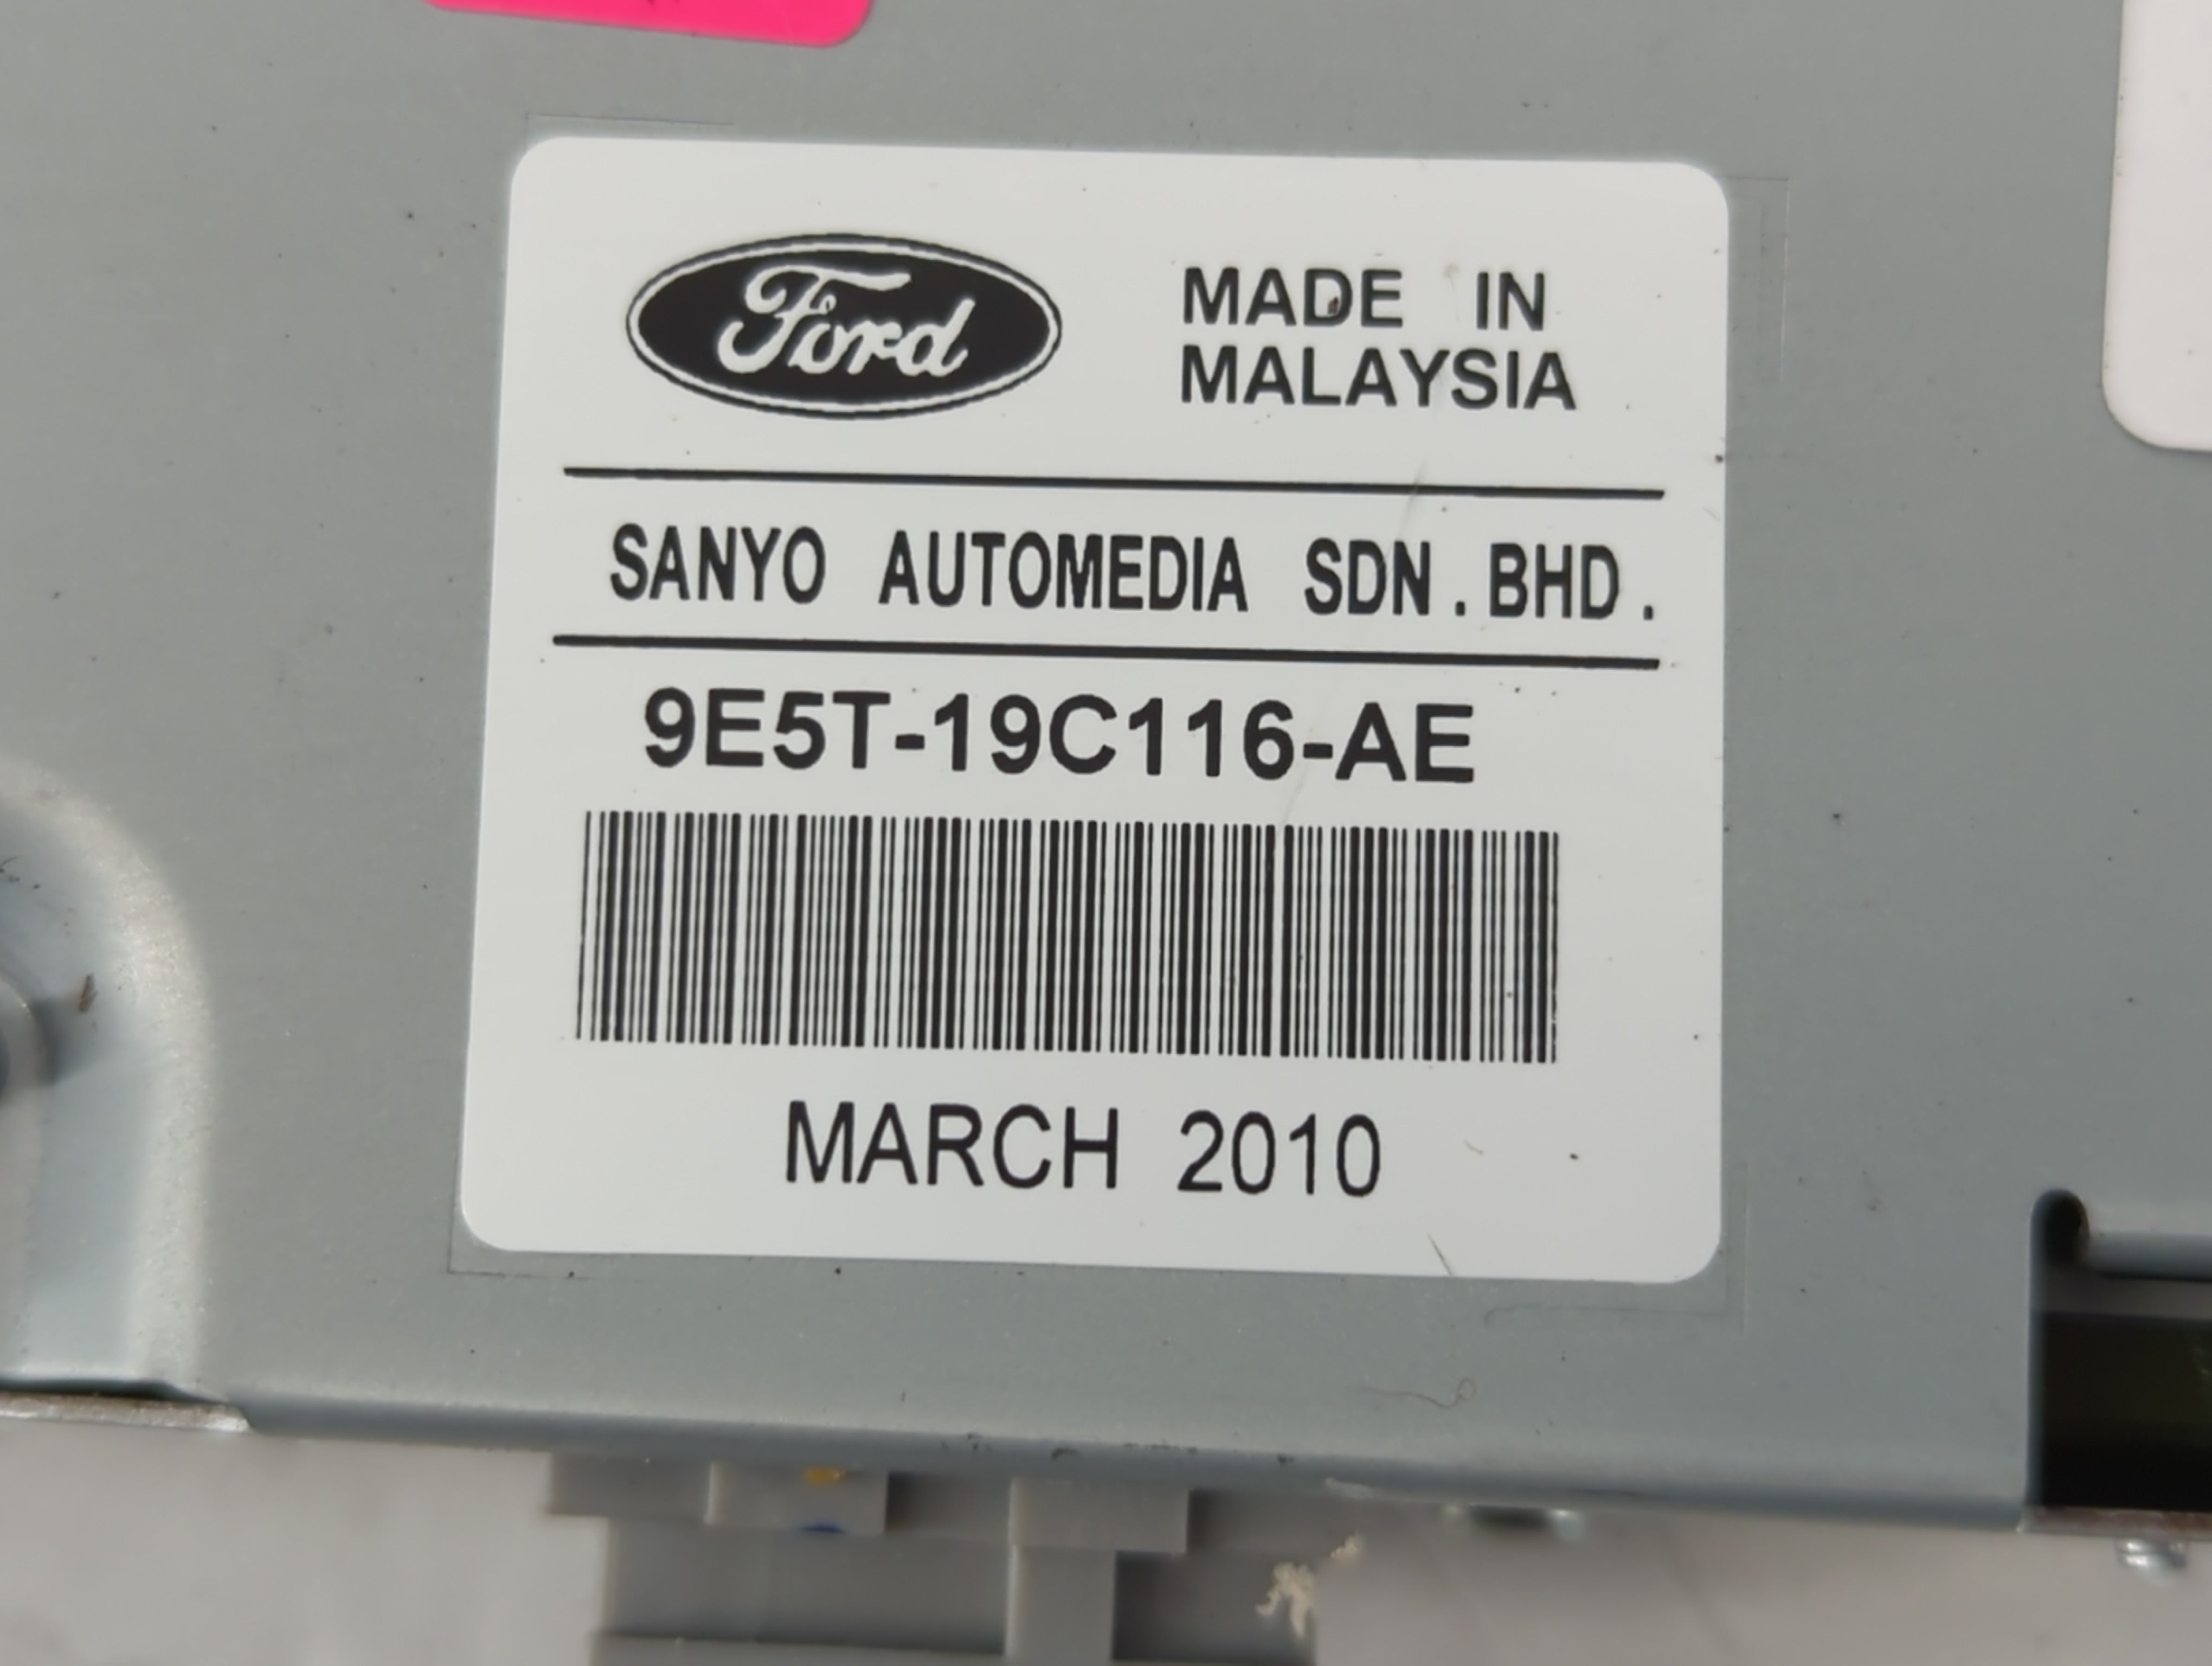 Ford
MADE IN
MALAYSIA
SANYO AUTOMEDIA SDN. BHD.
9E5T-19C116-AE
MARCH 2010